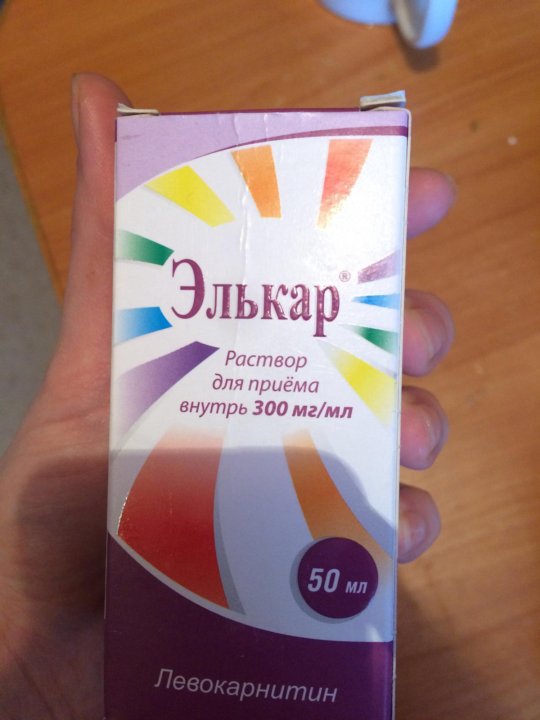 Элькар®
Раствор
для приёма
внутрь 300 мг/мл
50 мл
Левокарнитин